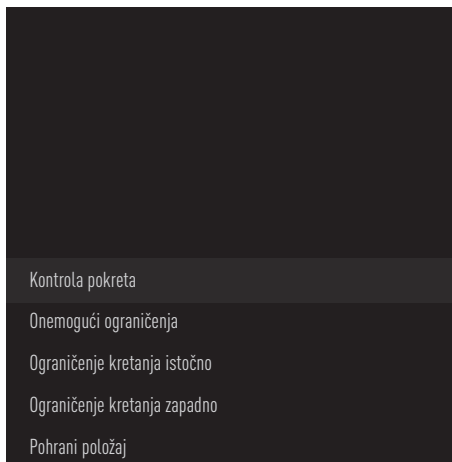 Kontrola pokreta
Onemogući ograničenja
Ograničenje kretanja istočno
Ograničenje kretanja zapadno
Pohrani položaj